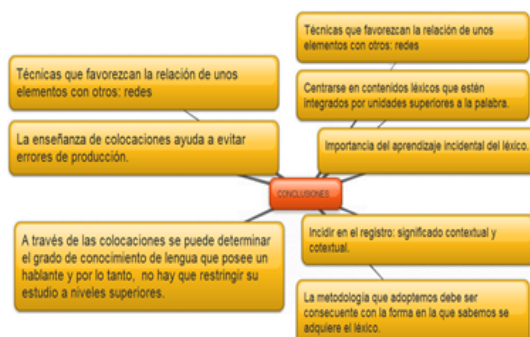 Técnicas que favorezcan la relación de unos
elementos con otros: redes
La enseñanza de colocaciones ayuda a evitar
errores de producción.
A través de las colocaciones se puede determinar
el grado de conocimiento de lengua que posee un
hablante y por lo tanto, no hay que restringir su
estudio a niveles superiores.
CONCLUSIONES
Técnicas que favorezcan la relación de unos
elementos con otros: redes
Centrarse en contenidos léxicos que estén
integrados por unidades superiores a la palabra.
Importancia del aprendizaje incidental del léxico.
Incidir en el registro: significado contextual y
cotextual.
La metodología que adoptemos debe ser
consecuente con la forma en la que sabemos se
adquiere el léxico.